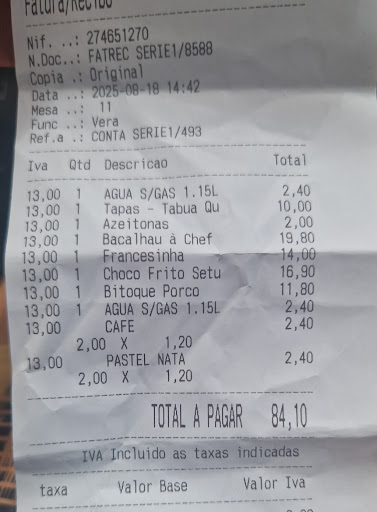 Fatura/Recibo
Nif. ..: 274651270
N.Doc..: FATREC SERIE1/8588
Copia .: Original
Data ..: 2025-08-18 14:42
Mesa ..: 11
Func ..: Vera
Ref.a .: CONTA SERIE1/493
Iva Qtd Descricao Total
13,00 1 AGUA S/GAS 1.15L 2,40
13,00 1 Tapas - Tabua Qu 10,00
13,00 1 Azeitonas 2,00
13,00 1 Bacalhau à Chef 19,80
13,00 1 Francesinha 14,00
13,00 1 Choco Frito Setu 16,90
13,00 1 Bitoque Porco 11,80
13,00 1 AGUA S/GAS 1.15L 2,40
13,00 CAFE 2,40
2,00 X 1,20
13,00 PASTEL NATA 2,40
2,00 X 1,20
TOTAL A PAGAR 84,10
IVA Incluido as taxas indicadas
taxa Valor Base Valor Iva